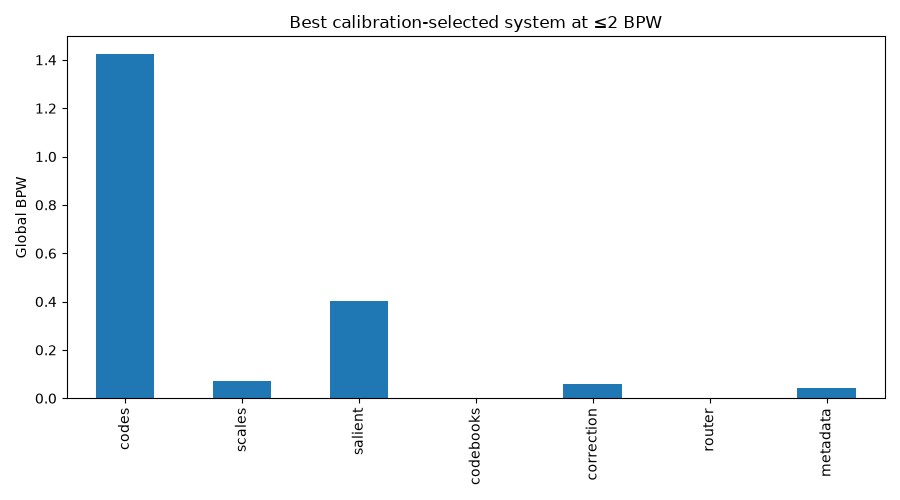 Best calibration-selected system at ≤2 BPW
Global BPW
1.4
1.2
1.0
0.8
0.6
0.4
0.2
0.0
codes
scales
salient
codebooks
correction
router
metadata